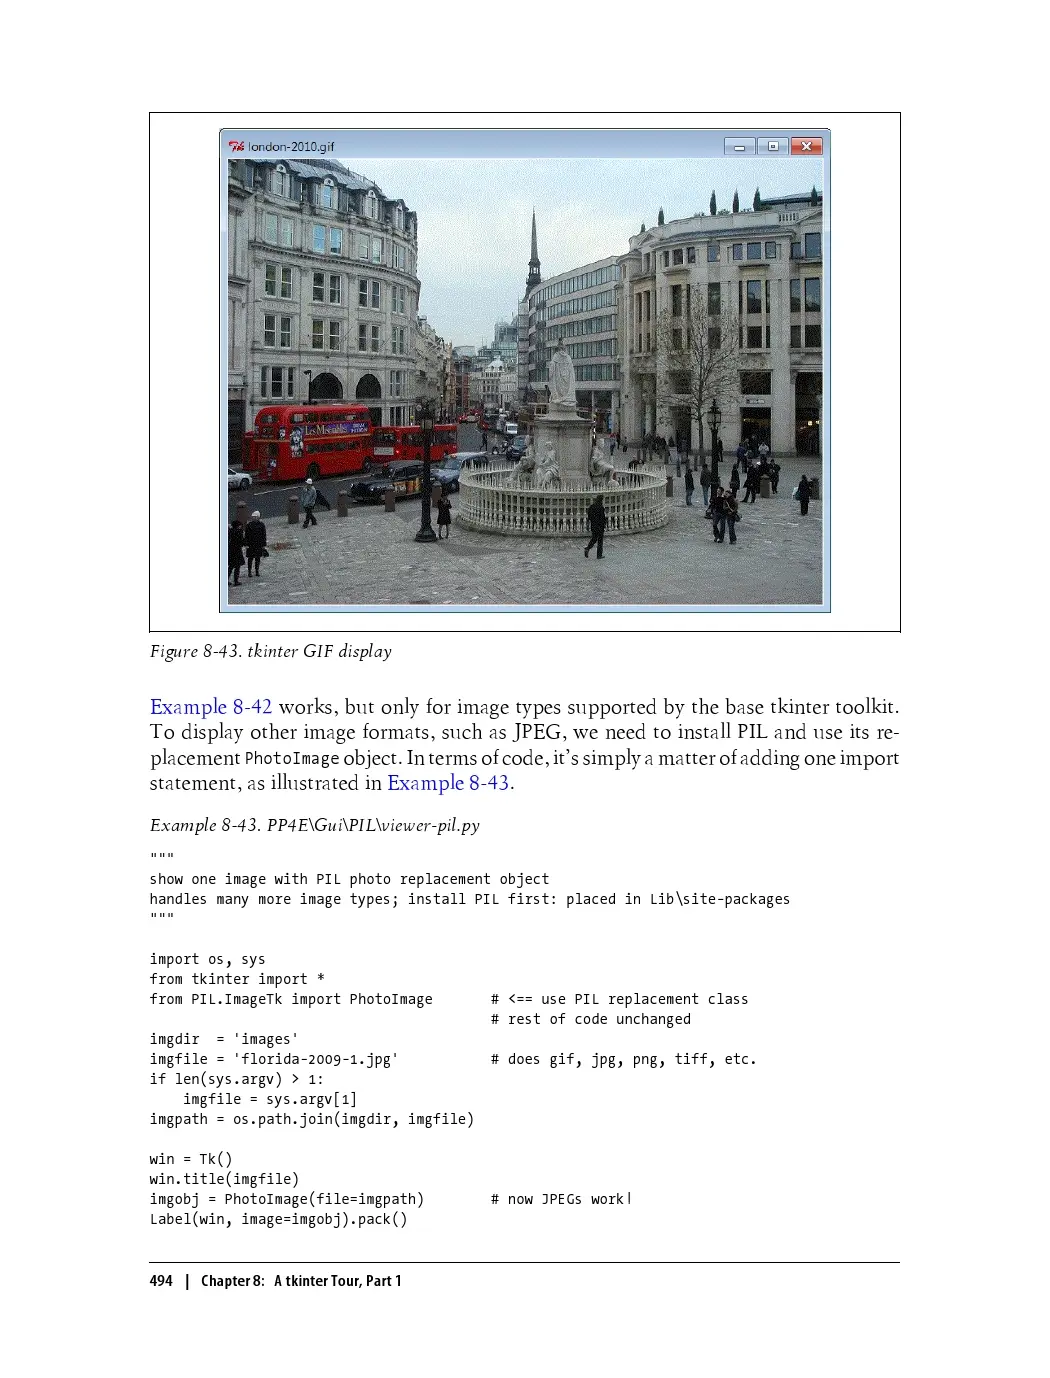 london-2010.gif
Figure 8-43. tkinter GIF display
Example 8-42 works, but only for image types supported by the base tkinter toolkit.
To display other image formats, such as JPEG, we need to install PIL and use its re-
placement PhotoImage object. In terms of code, it's simply a matter of adding one import
statement, as illustrated in Example 8-43.
Example 8-43. PP4E\Gui\PIL\viewer-pil.py
"""
show one image with PIL photo replacement object
handles many more image types; install PIL first: placed in Lib\site-packages
"""
import os, sys
from tkinter import *
from PIL.ImageTk import PhotoImage # <== use PIL replacement class
# rest of code unchanged
imgdir = 'images'
imgfile = 'florida-2009-1.jpg' # does gif, jpg, png, tiff, etc.
if len(sys.argv) > 1:
imgfile = sys.argv[1]
imgpath = os.path.join(imgdir, imgfile)
win = Tk()
win.title(imgfile)
imgobj = PhotoImage(file=imgpath) # now JPEGs work!
Label(win, image=imgobj).pack()
494 | Chapter 8: A tkinter Tour, Part 1